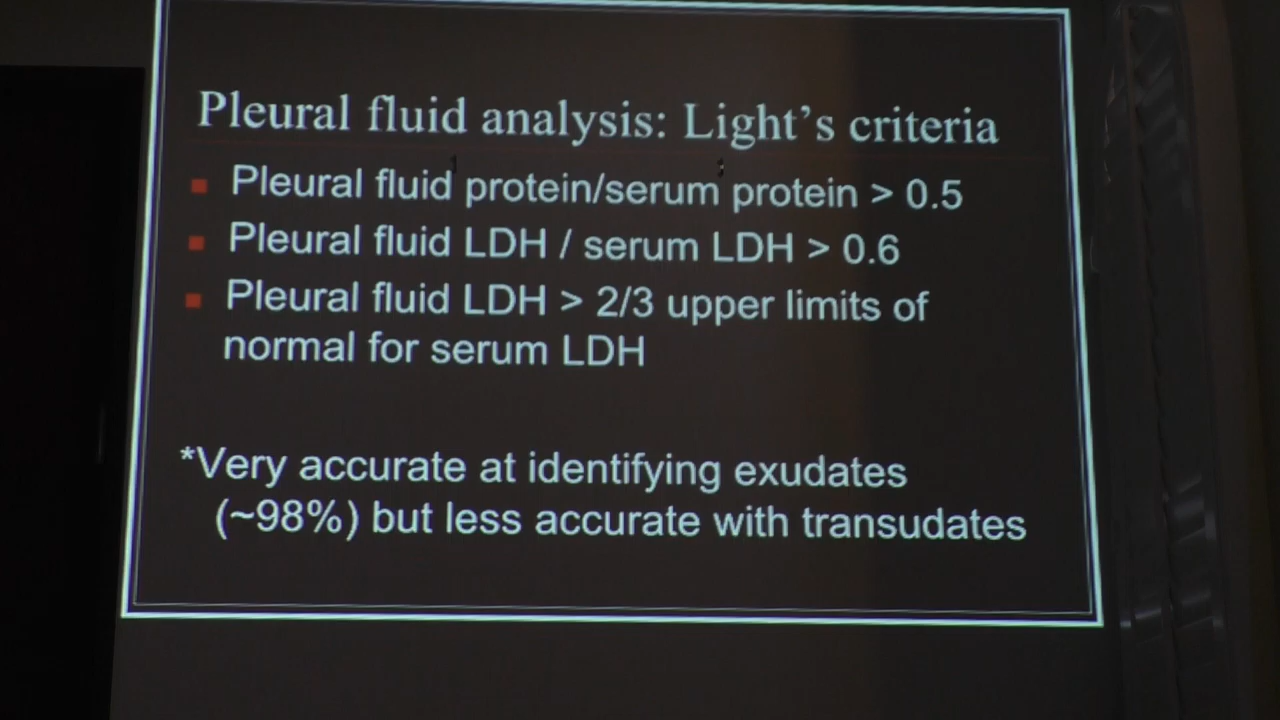 Pleural fluid analysis: Light's criteria
Pleural fluid protein/serum protein > 0.5
Pleural fluid LDH / serum LDH > 0.6
Pleural fluid LDH > 2/3 upper limits of
normal for serum LDH
*Very accurate at identifying exudates
(~98%) but less accurate with transudates